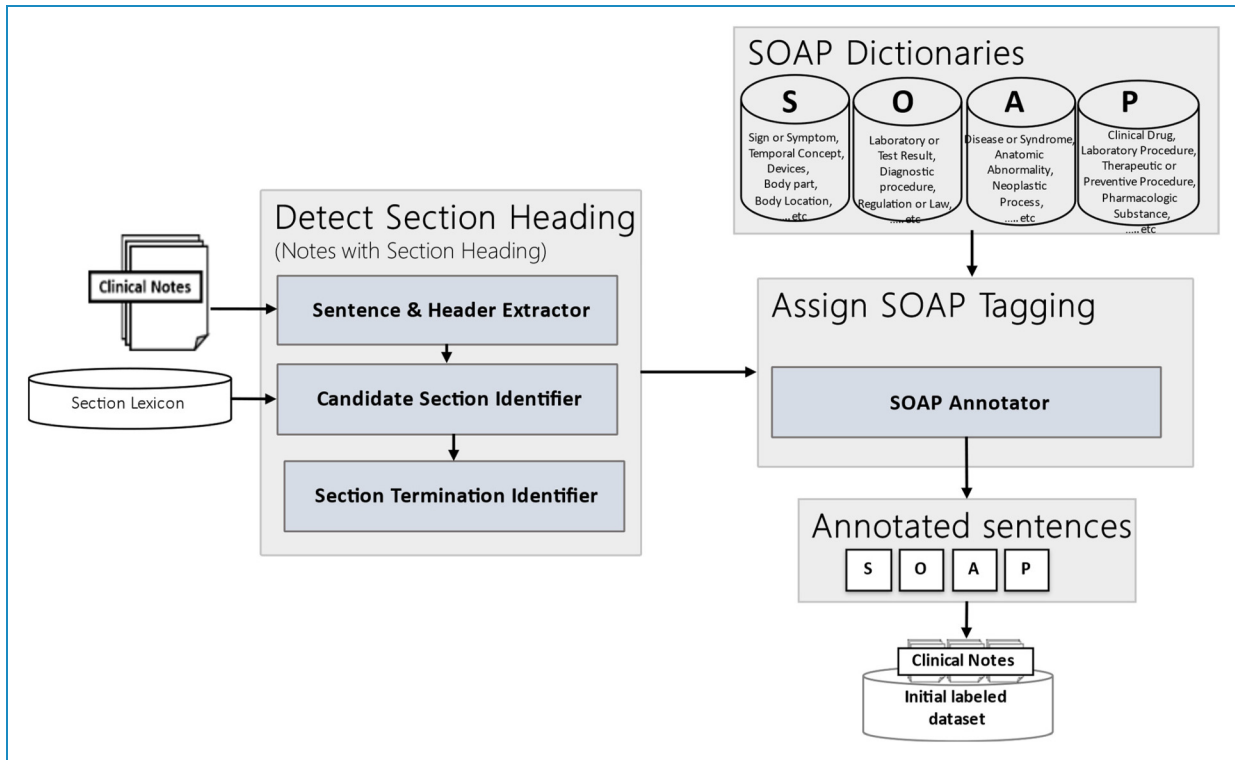 SOAP Dictionaries
S
Sign or Symptom,
Temporal Concept,
Devices,
Body part,
Body Location,
....etc
O
Laboratory or
Test Result,
Diagnostic
procedure,
Regulation or Law,
..... etc
A
Disease or Syndrome,
Anatomic
Abnormality,
Neoplastic
Process,
..... etc
P
Clinical Drug,
Laboratory Procedure,
Therapeutic or
Preventive Procedure,
Pharmacologic
Substance,
..... etc
Clinical Notes
Section Lexicon
Detect Section Heading
(Notes with Section Heading)
Sentence & Header Extractor
Candidate Section Identifier
Section Termination Identifier
Assign SOAP Tagging
SOAP Annotator
Annotated sentences
S O A P
Clinical Notes
Initial labeled
dataset